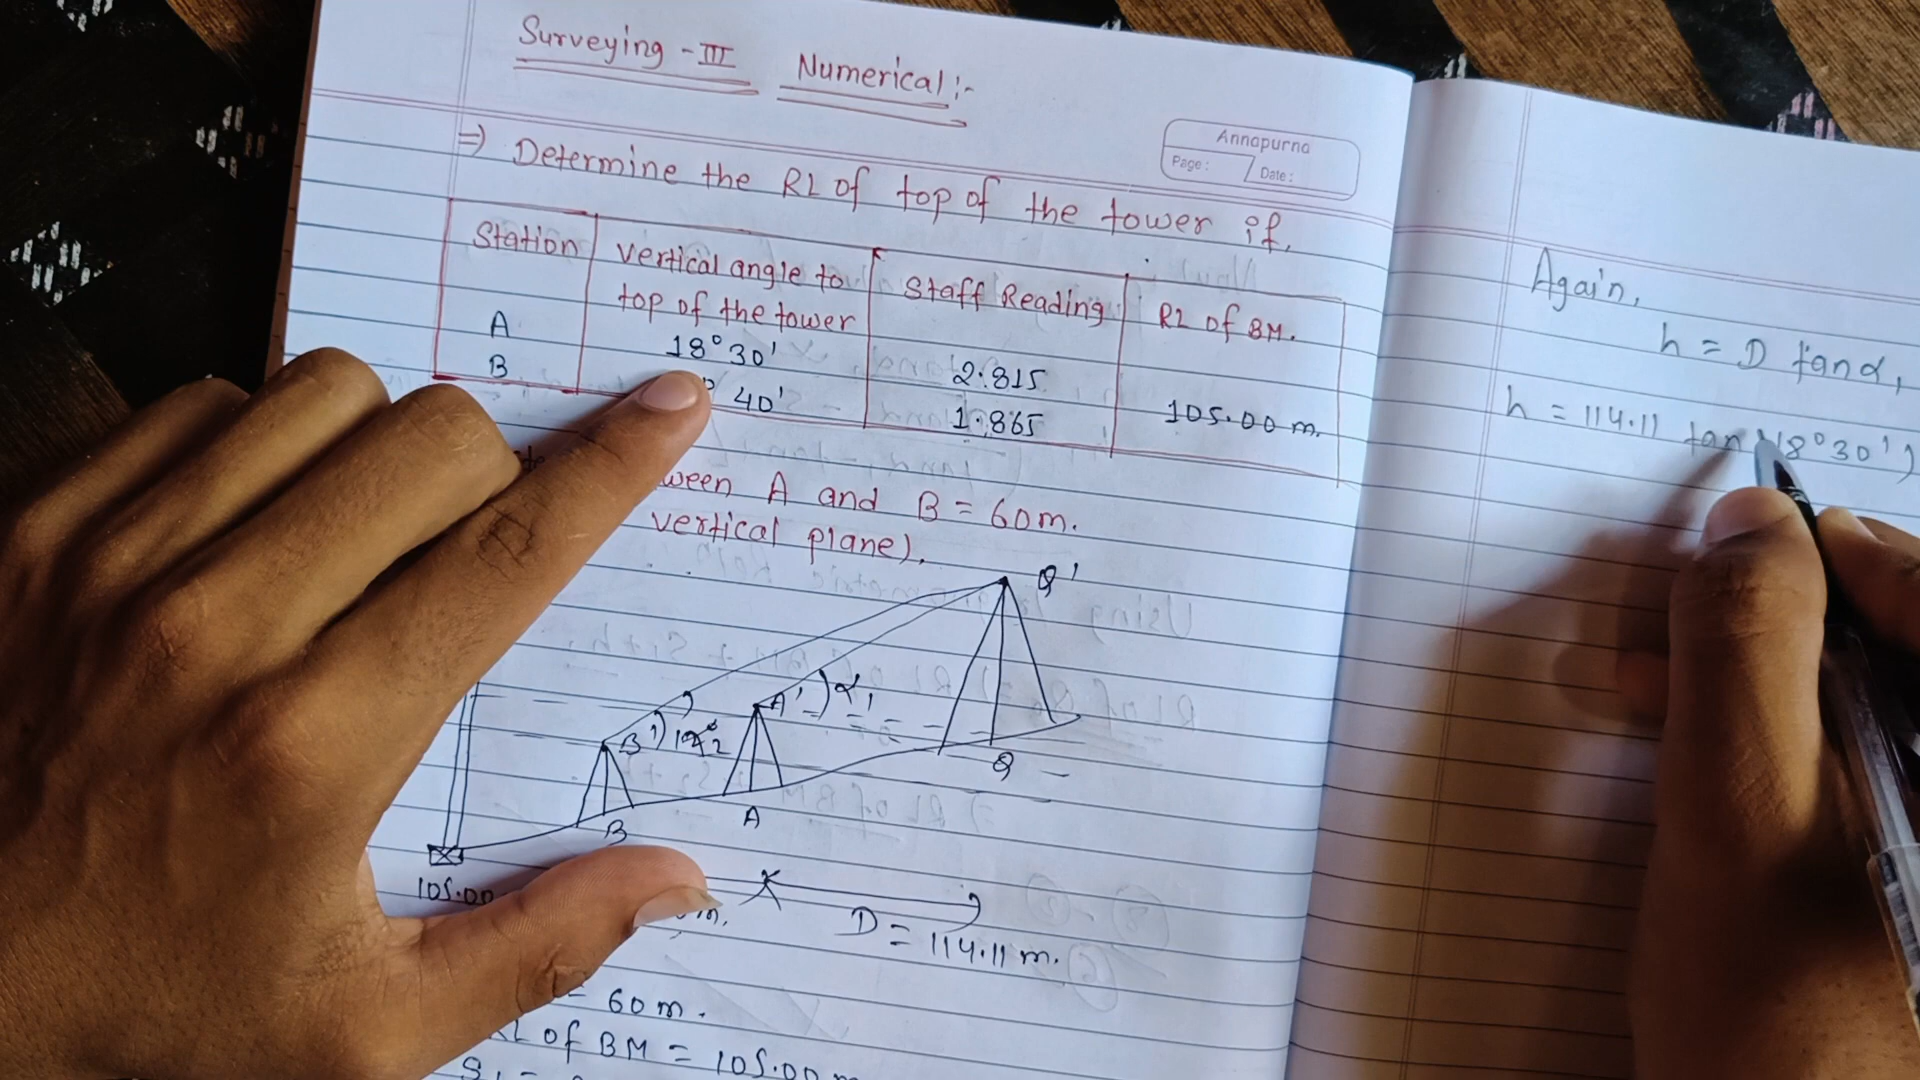 Surveying - III Numerical :-
Annapurna
Page: Date:
=> Determine the RL of top of the tower if,
Station Vertical angle to top of the tower Staff Reading RL of BM.
A 18°30' 2.815
B 40' 1.865 105.00 m.
ween A and B = 60m.
vertical plane).
Q'
A' α1
B' α2
Q
A
B
105.00
m.
D = 114.11 m.
= 60 m.
RL of BM = 105.00 m
S1 =
Again,
h = D tanα1
h = 114.11 tan(18°30')